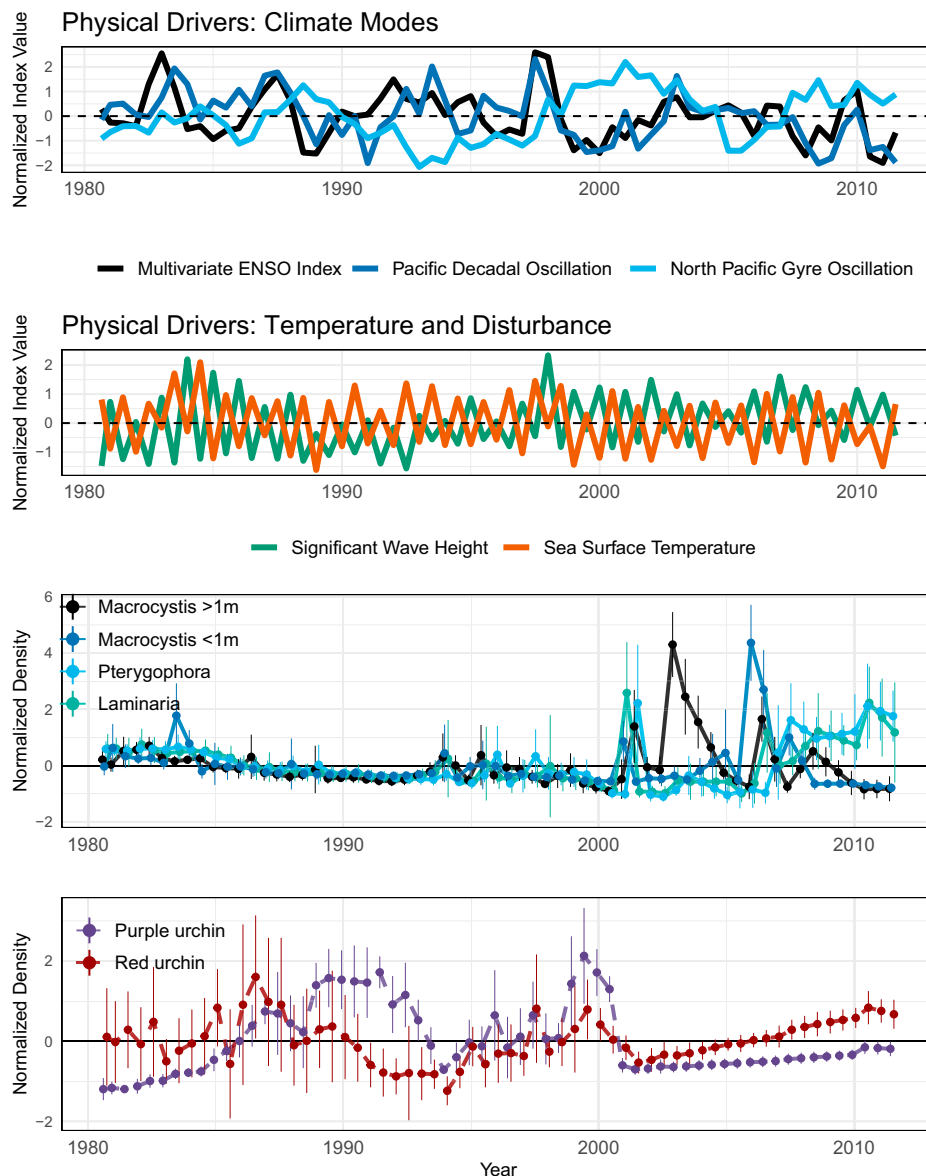 Physical Drivers: Climate Modes
Normalized Index Value
2
1
0
−1
−2
1980 1990 2000 2010
Multivariate ENSO Index Pacific Decadal Oscillation North Pacific Gyre Oscillation
Physical Drivers: Temperature and Disturbance
Normalized Index Value
2
1
0
−1
1980 1990 2000 2010
Significant Wave Height Sea Surface Temperature
Normalized Density
6
4
2
0
−2
Macrocystis >1m
Macrocystis <1m
Pterygophora
Laminaria
1980 1990 2000 2010
Normalized Density
2
0
−2
Purple urchin
Red urchin
1980 1990 2000 2010
Year